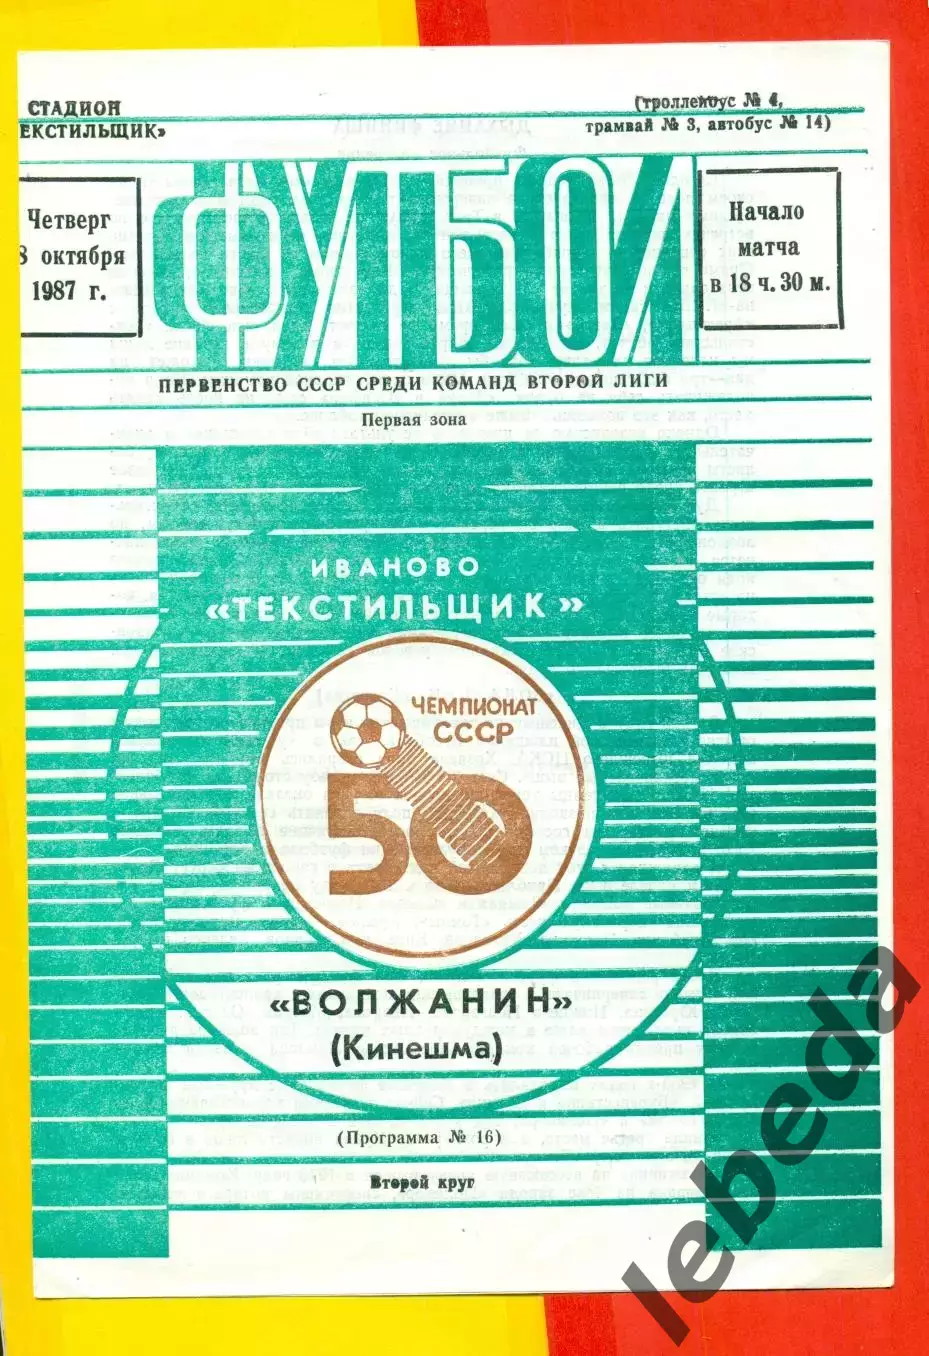 СТАДИОН
ЕКСТИЛЬЩИК»
(троллейбус № 4,
трамвай № 3, автобус № 14)
Четверг
8 октября
1987 г.
ФУТБОЛ
Начало
матча
в 18 ч. 30 м.
ПЕРВЕНСТВО СССР СРЕДИ КОМАНД ВТОРОЙ ЛИГИ
Первая зона
ИВАНОВО
«ТЕКСТИЛЬЩИК»
ЧЕМПИОНАТ
СССР
50
«ВОЛЖАНИН»
(Кинешма)
(Программа № 16)
Второй круг
lebeda